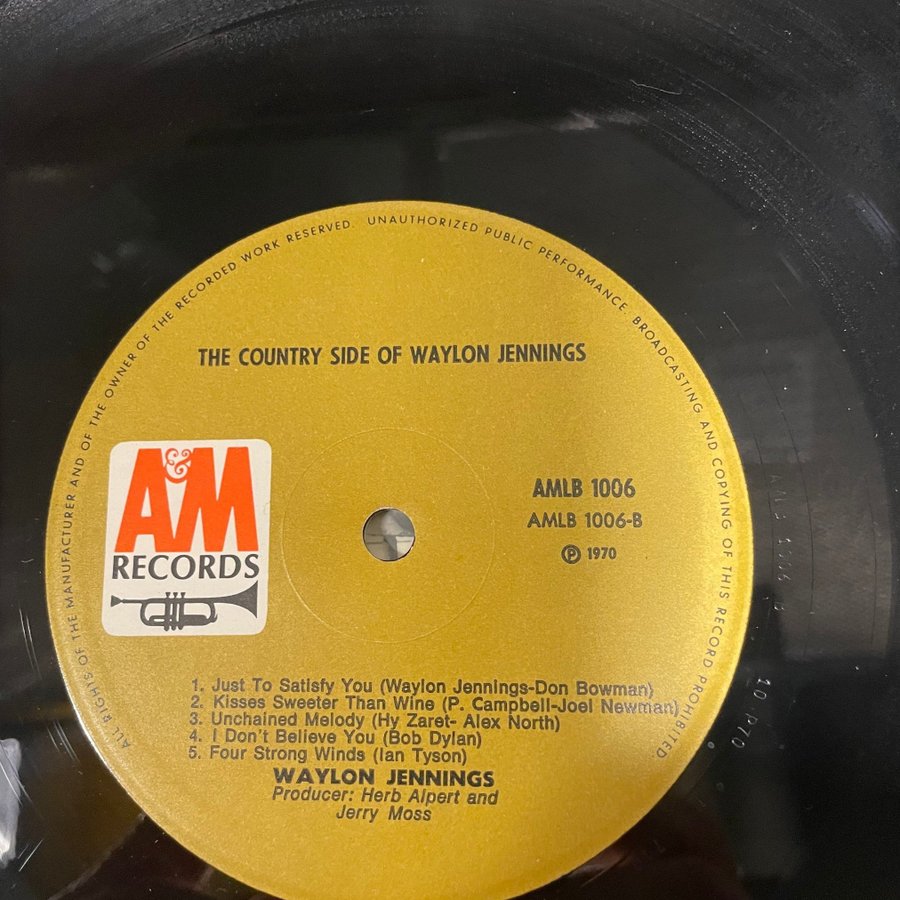 ALL RIGHTS OF THE MANUFACTURER AND OF THE OWNER OF THE RECORDED WORK RESERVED. UNAUTHORIZED PUBLIC PERFORMANCE. BROADCASTING AND COPYING OF THIS RECORD PROHIBITED.
THE COUNTRY SIDE OF WAYLON JENNINGS
A&M
RECORDS
AMLB 1006
AMLB 1006-B
℗ 1970
1. Just To Satisfy You (Waylon Jennings-Don Bowman)
2. Kisses Sweeter Than Wine (P. Campbell-Joel Newman)
3. Unchained Melody (Hy Zaret- Alex North)
4. I Don't Believe You (Bob Dylan)
5. Four Strong Winds (Ian Tyson)
WAYLON JENNINGS
Producer: Herb Alpert and
Jerry Moss